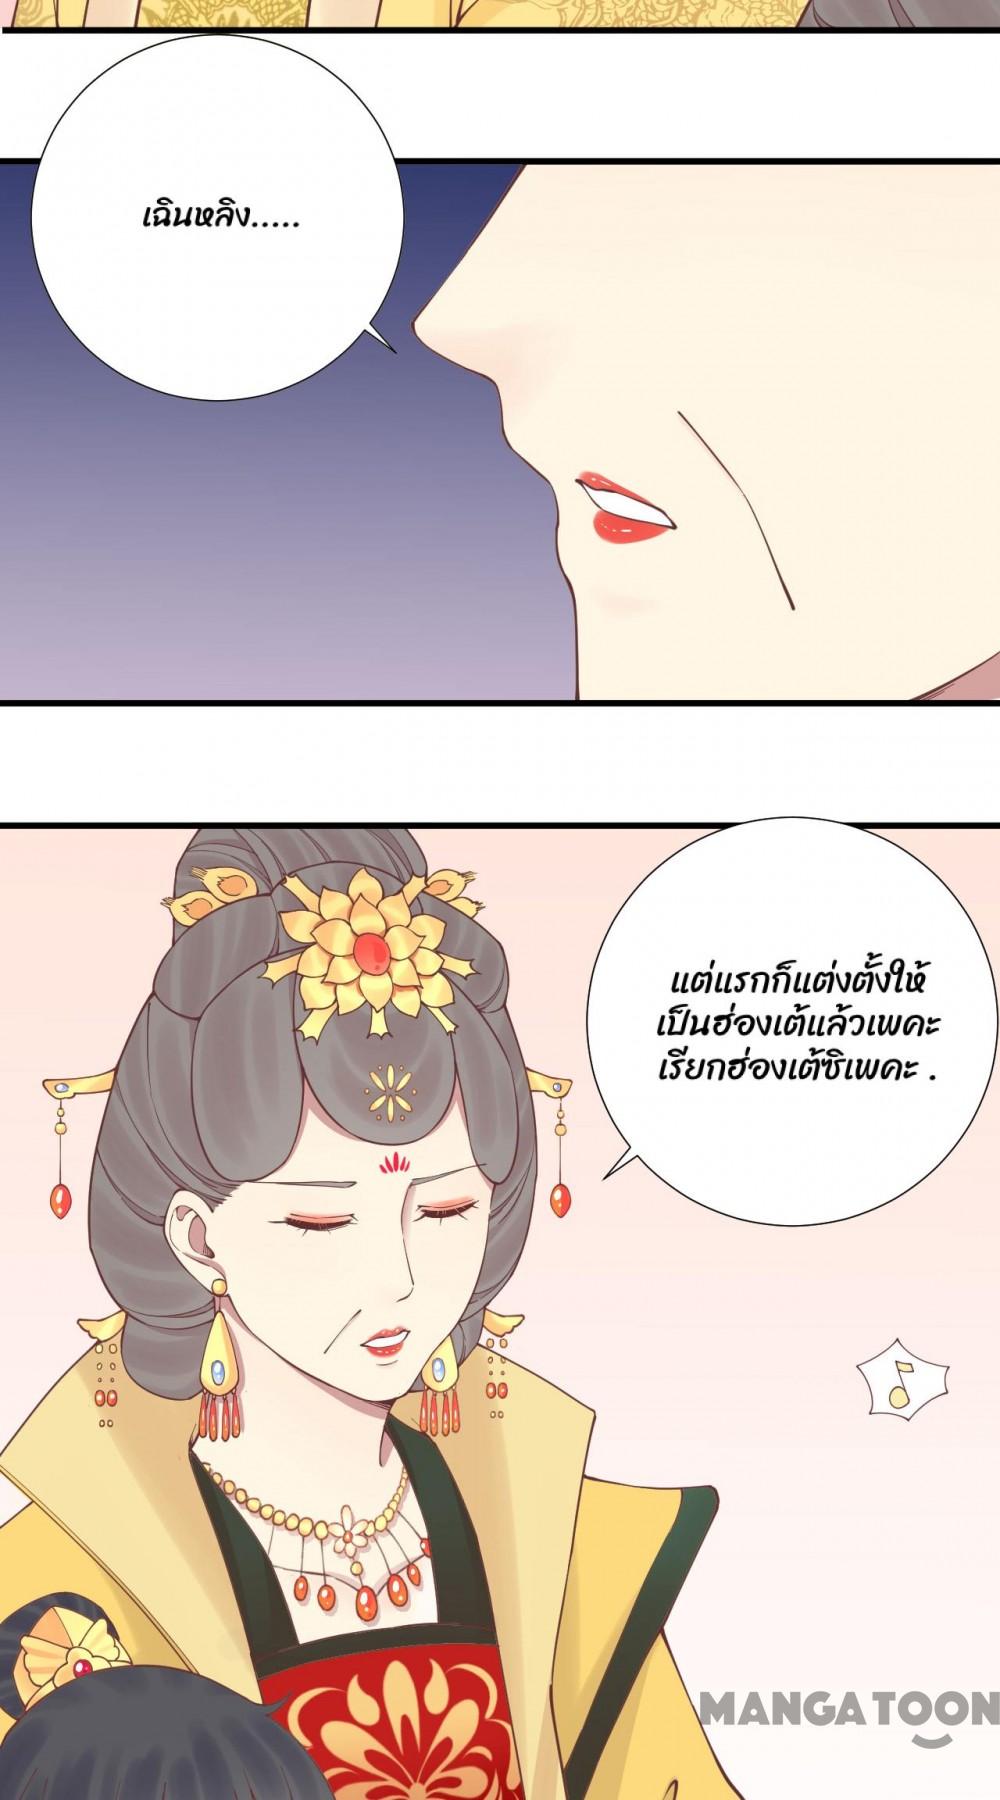 เฉินหลิง.....
แต่แรกก็แต่งตั้งให้
เป็นฮ่องเต้แล้วเพคะ
เรียกฮ่องเต้ซิเพคะ .
MANGATOON